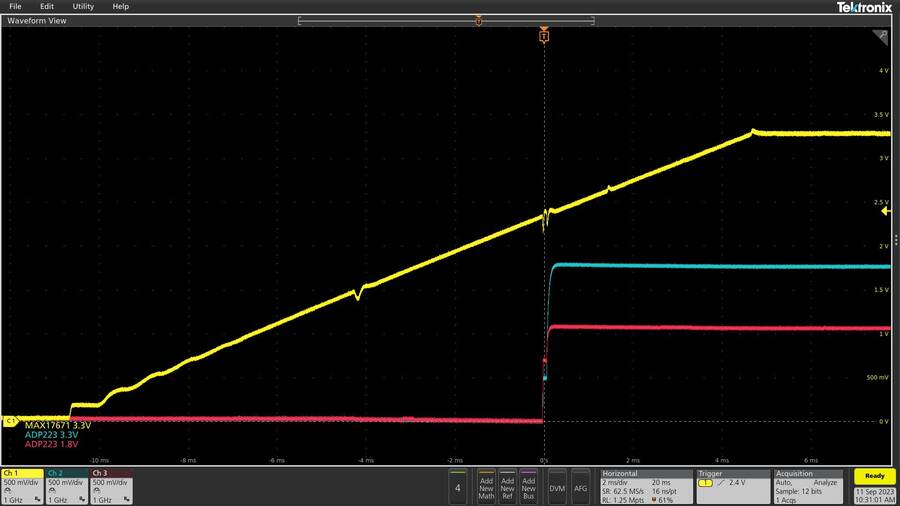 File Edit Utility Help
Tektronix
Waveform View
T
T
4 V
3.5 V
3 V
2.5 V
2 V
1.5 V
1 V
500 mV
0 V
C 1
MAX17671 3.3V
ADP223 3.3V
ADP223 1.8V
-10 ms -8 ms -6 ms -4 ms -2 ms 0 s 2 ms 4 ms 6 ms
Ch 1
500 mV/div
1 GHz
Ch 2
500 mV/div
1 GHz
Ch 3
500 mV/div
1 GHz
4
Add
New
Math
Add
New
Ref
Add
New
Bus
DVM
AFG
Horizontal
2 ms/div 20 ms
SR: 62.5 MS/s 16 ns/pt
RL: 1.25 Mpts 61%
Trigger
1 2.4 V
Acquisition
Auto, Analyze
Sample: 12 bits
1 Acqs
Ready
11 Sep 2023
10:31:01 AM